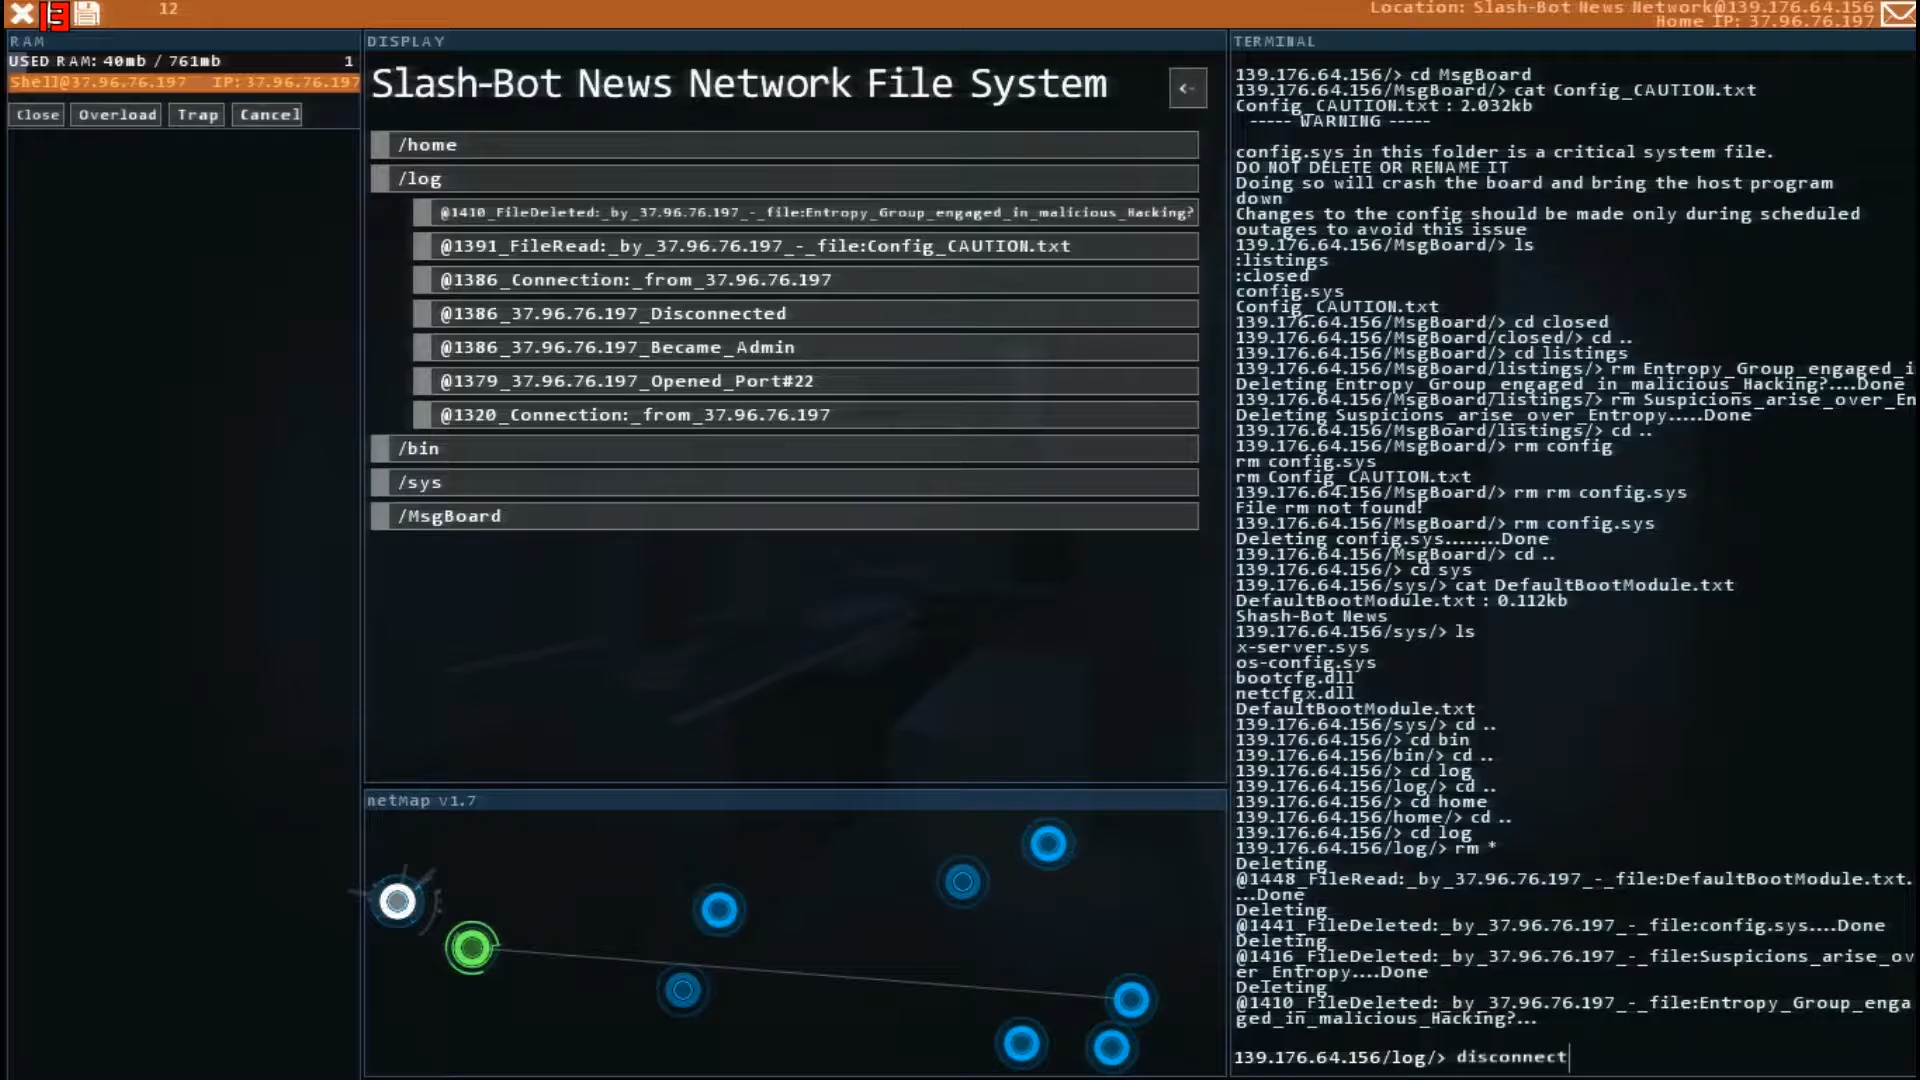 12
Location: Slash-Bot News Network@139.176.64.156
Home IP: 37.96.76.197
RAM
USED RAM: 40mb / 761mb 1
Shell@37.96.76.197 IP: 37.96.76.197
Close Overload Trap Cancel
DISPLAY
Slash-Bot News Network File System
<-
/home
/log
@1410_FileDeleted:_by_37.96.76.197_-_file:Entropy_Group_engaged_in_malicious_Hacking?
@1391_FileRead:_by_37.96.76.197_-_file:Config_CAUTION.txt
@1386_Connection:_from_37.96.76.197
@1386_37.96.76.197_Disconnected
@1386_37.96.76.197_Became_Admin
@1379_37.96.76.197_Opened_Port#22
@1320_Connection:_from_37.96.76.197
/bin
/sys
/MsgBoard
netMap v1.7
TERMINAL
139.176.64.156/> cd MsgBoard
139.176.64.156/> cat Config_CAUTION.txt
Config_CAUTION.txt : 2.032kb
----- WARNING -----
config.sys in this folder is a critical system file.
DO NOT DELETE OR RENAME IT
Doing so will crash the board and bring the host program
down
Changes to the config should be made only during scheduled
outages to avoid this issue
139.176.64.156/MsgBoard/> ls
:listings
:closed
config.sys
Config_CAUTION.txt
139.176.64.156/MsgBoard/> cd closed
139.176.64.156/MsgBoard/closed/> cd ..
139.176.64.156/MsgBoard/> cd listings
139.176.64.156/MsgBoard/listings/> rm Entropy_Group_engaged_i
Deleting Entropy_Group_engaged_in_malicious_Hacking?....Done
139.176.64.156/MsgBoard/listings/> rm Suspicions_arise_over_En
Deleting Suspicions_arise_over_Entropy.....Done
139.176.64.156/MsgBoard/listings/> cd ..
139.176.64.156/MsgBoard/> rm config
rm config.sys
rm Config_CAUTION.txt
139.176.64.156/MsgBoard/> rm rm config.sys
File rm not found!
139.176.64.156/MsgBoard/> rm config.sys
Deleting config.sys........Done
139.176.64.156/MsgBoard/> cd ..
139.176.64.156/> cd sys
139.176.64.156/sys/> cat DefaultBootModule.txt
DefaultBootModule.txt : 0.112kb
Shash-Bot News
139.176.64.156/sys/> ls
x-server.sys
os-config.sys
bootcfg.dll
netcfgx.dll
DefaultBootModule.txt
139.176.64.156/sys/> cd ..
139.176.64.156/> cd bin
139.176.64.156/bin/> cd ..
139.176.64.156/> cd log
139.176.64.156/log/> cd ..
139.176.64.156/> cd home
139.176.64.156/home/> cd ..
139.176.64.156/> cd log
139.176.64.156/log/> rm *
Deleting
@1448_FileRead:_by_37.96.76.197_-_file:DefaultBootModule.txt.
...Done
Deleting
@1441_FileDeleted:_by_37.96.76.197_-_file:config.sys....Done
Deleting
@1416_FileDeleted:_by_37.96.76.197_-_file:Suspicions_arise_ov
er_Entropy....Done
Deleting
@1410_FileDeleted:_by_37.96.76.197_-_file:Entropy_Group_enga
ged_in_malicious_Hacking?...
139.176.64.156/log/> disconnect